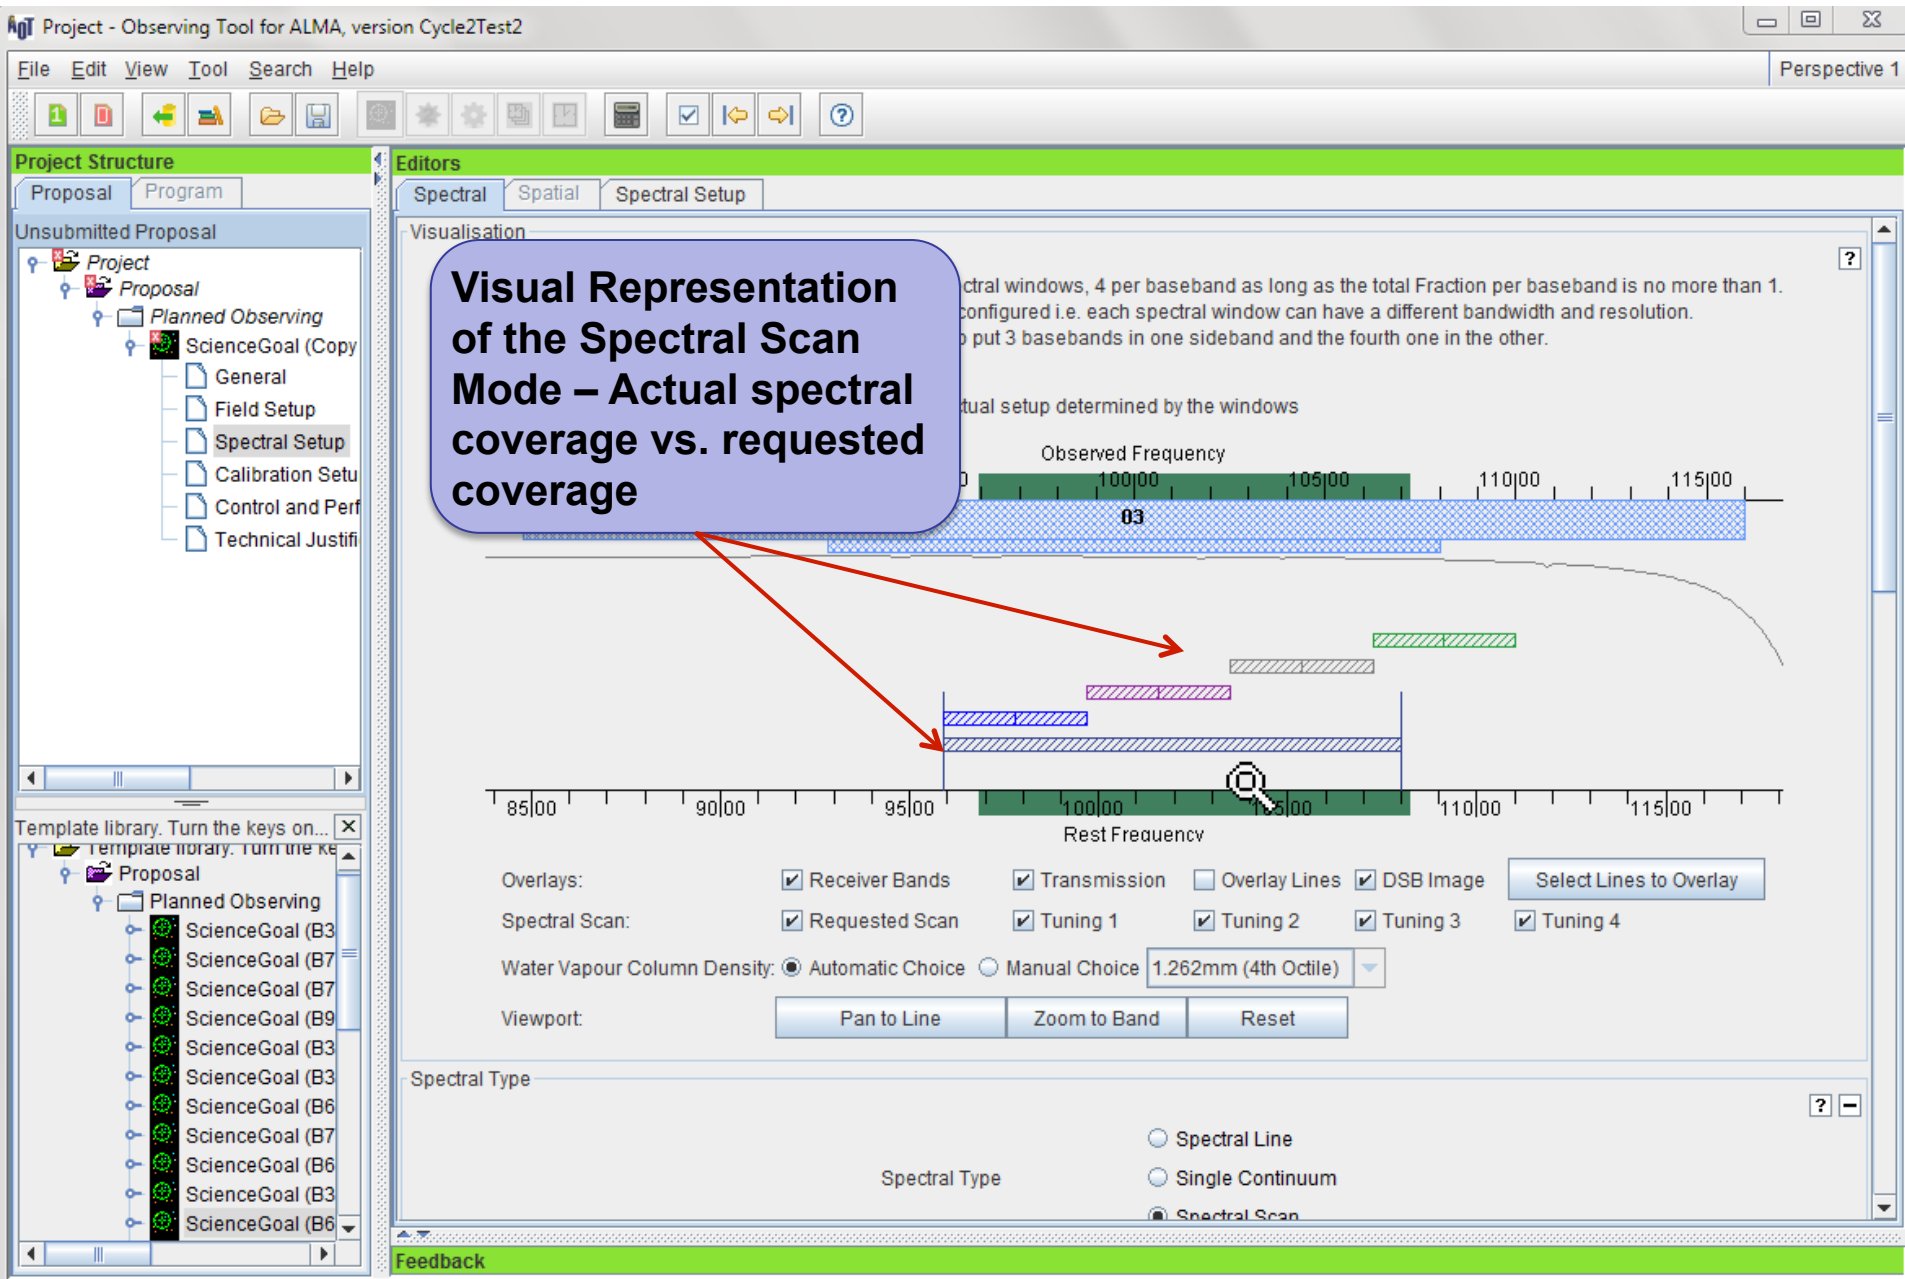 Project - Observing Tool for ALMA, version Cycle2Test2
File Edit View Tool Search Help
Perspective 1
Project Structure
Proposal Program
Unsubmitted Proposal
Project
Proposal
Planned Observing
ScienceGoal (Copy
General
Field Setup
Spectral Setup
Calibration Setu
Control and Perf
Technical Justifi
Template library. Turn the keys on...
Template library. Turn the ke
Proposal
Planned Observing
ScienceGoal (B3
ScienceGoal (B7
ScienceGoal (B7
ScienceGoal (B9
ScienceGoal (B3
ScienceGoal (B3
ScienceGoal (B6
ScienceGoal (B7
ScienceGoal (B6
ScienceGoal (B3
ScienceGoal (B6
Editors
Spectral Spatial Spectral Setup
Visualisation
Visual Representation
of the Spectral Scan
Mode – Actual spectral
coverage vs. requested
coverage
ctral windows, 4 per baseband as long as the total Fraction per baseband is no more than 1.
configured i.e. each spectral window can have a different bandwidth and resolution.
put 3 basebands in one sideband and the fourth one in the other.
tual setup determined by the windows
Observed Frequency
100|00 105|00 110|00 115|00
03
85|00 90|00 95|00 100|00 110|00 115|00
Rest Frequency
Overlays: Receiver Bands Transmission Overlay Lines DSB Image Select Lines to Overlay
Spectral Scan: Requested Scan Tuning 1 Tuning 2 Tuning 3 Tuning 4
Water Vapour Column Density: Automatic Choice Manual Choice 1.262mm (4th Octile)
Viewport: Pan to Line Zoom to Band Reset
Spectral Type
Spectral Line
Spectral Type Single Continuum
Spectral Scan
Feedback